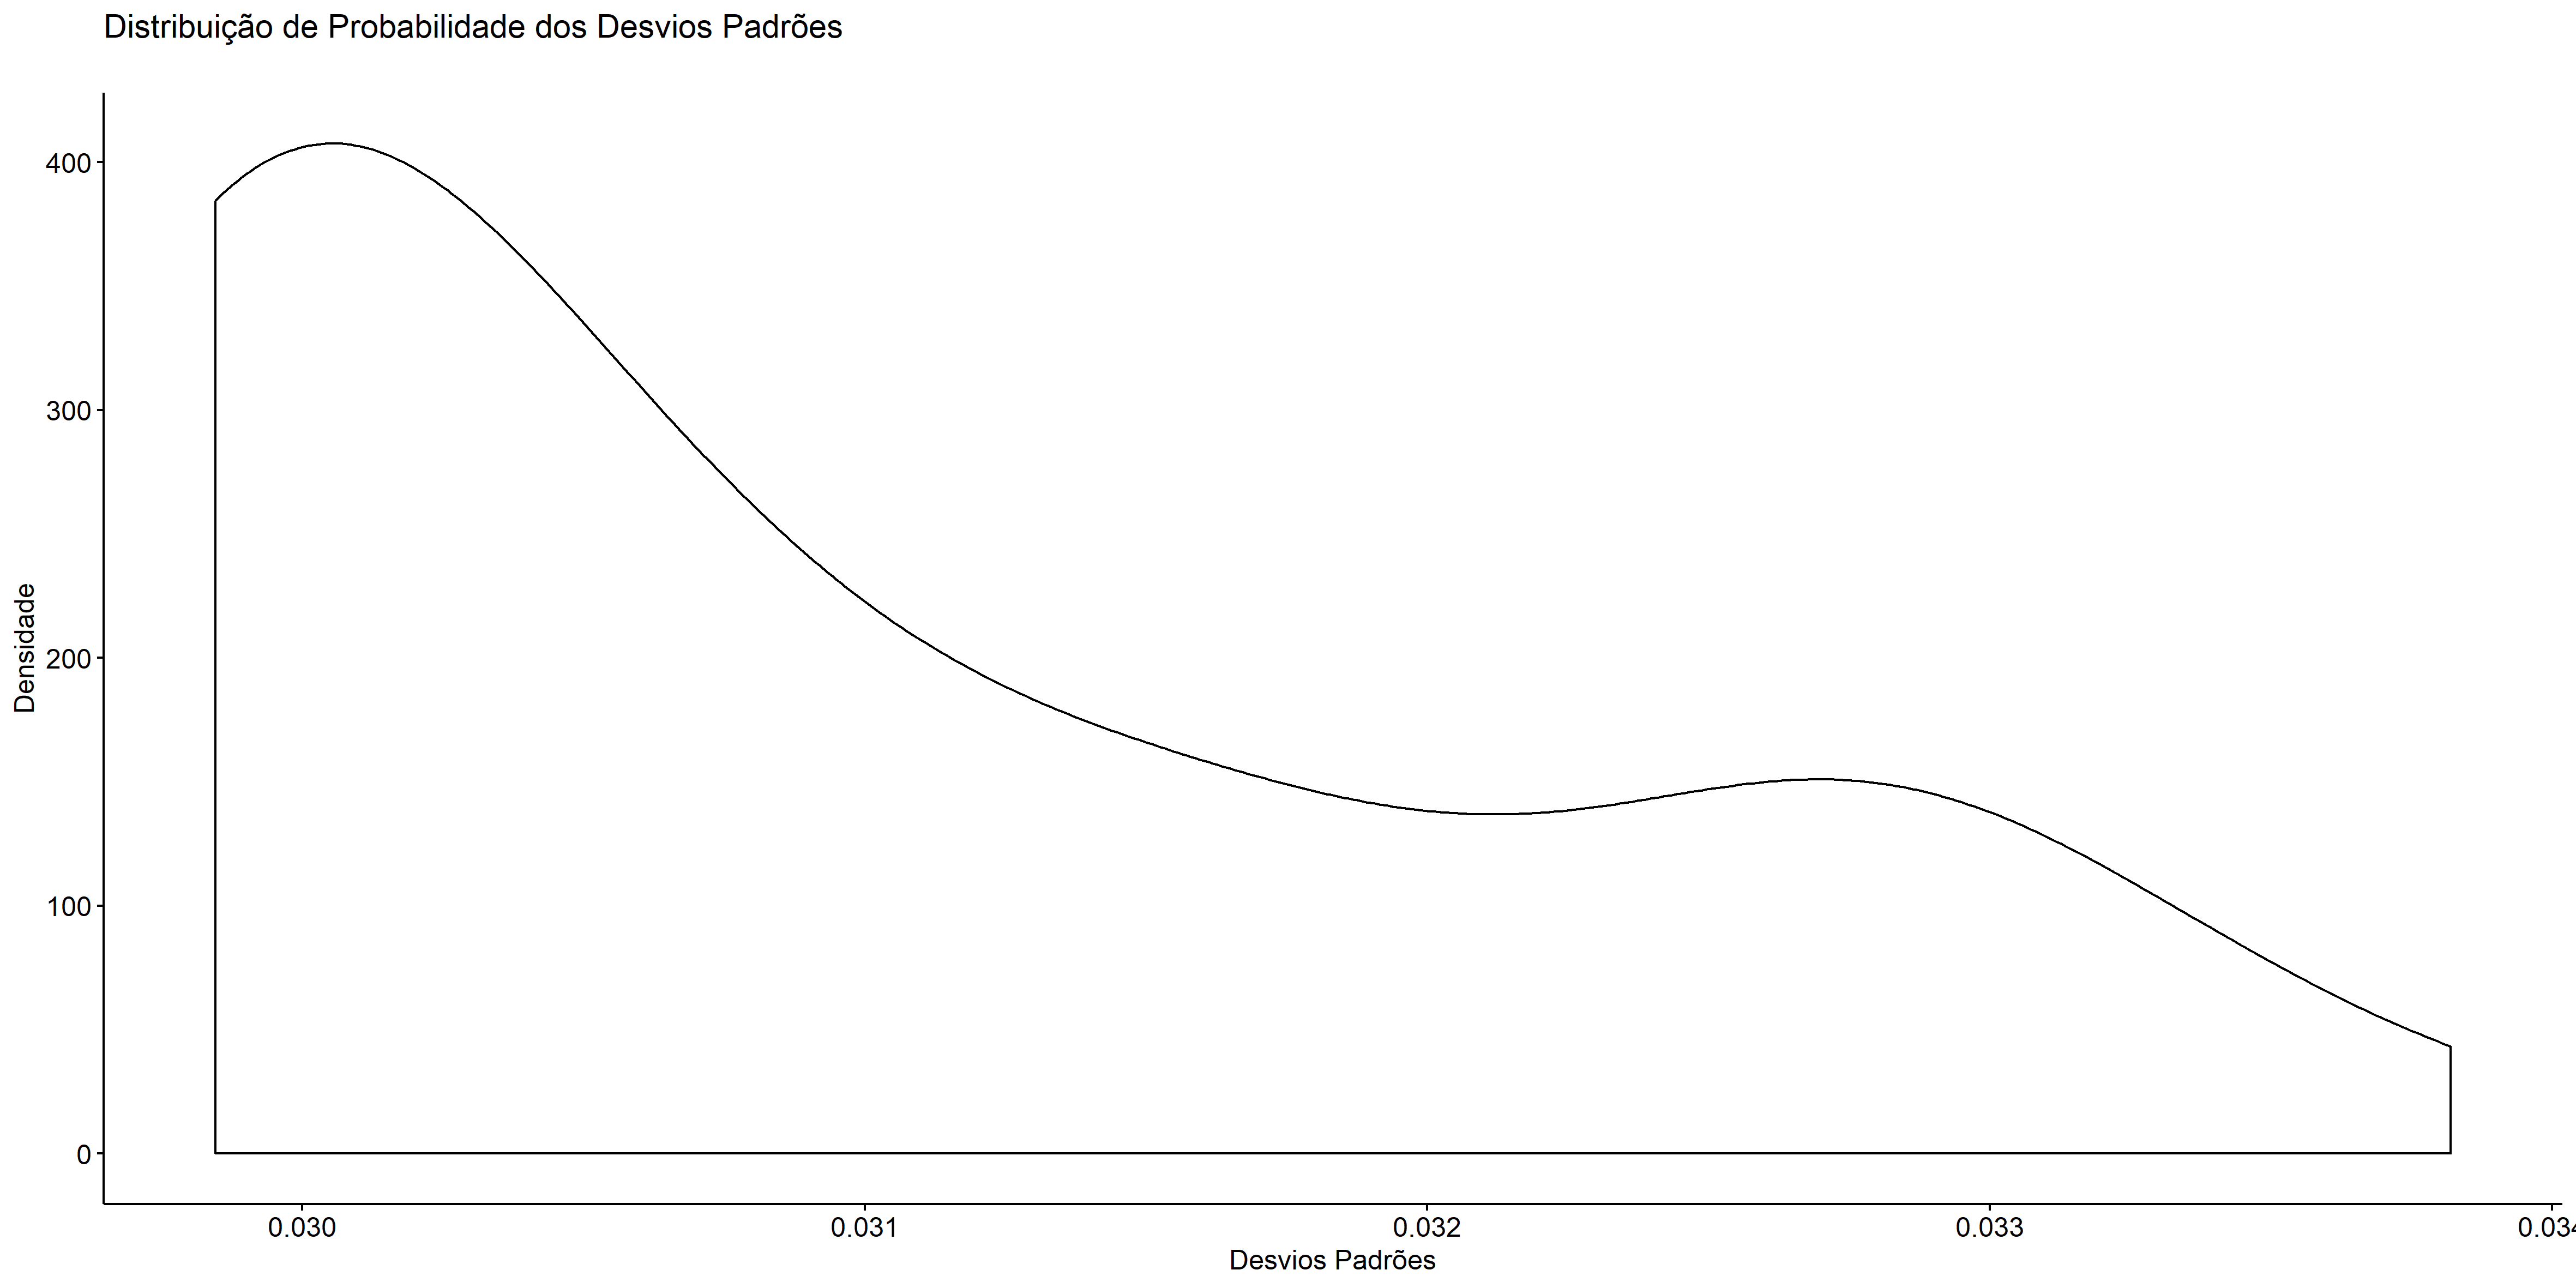 Distribuição de Probabilidade dos Desvios Padrões
400
300
200
100
0
Densidade
0.030 0.031 0.032 0.033
Desvios Padrões